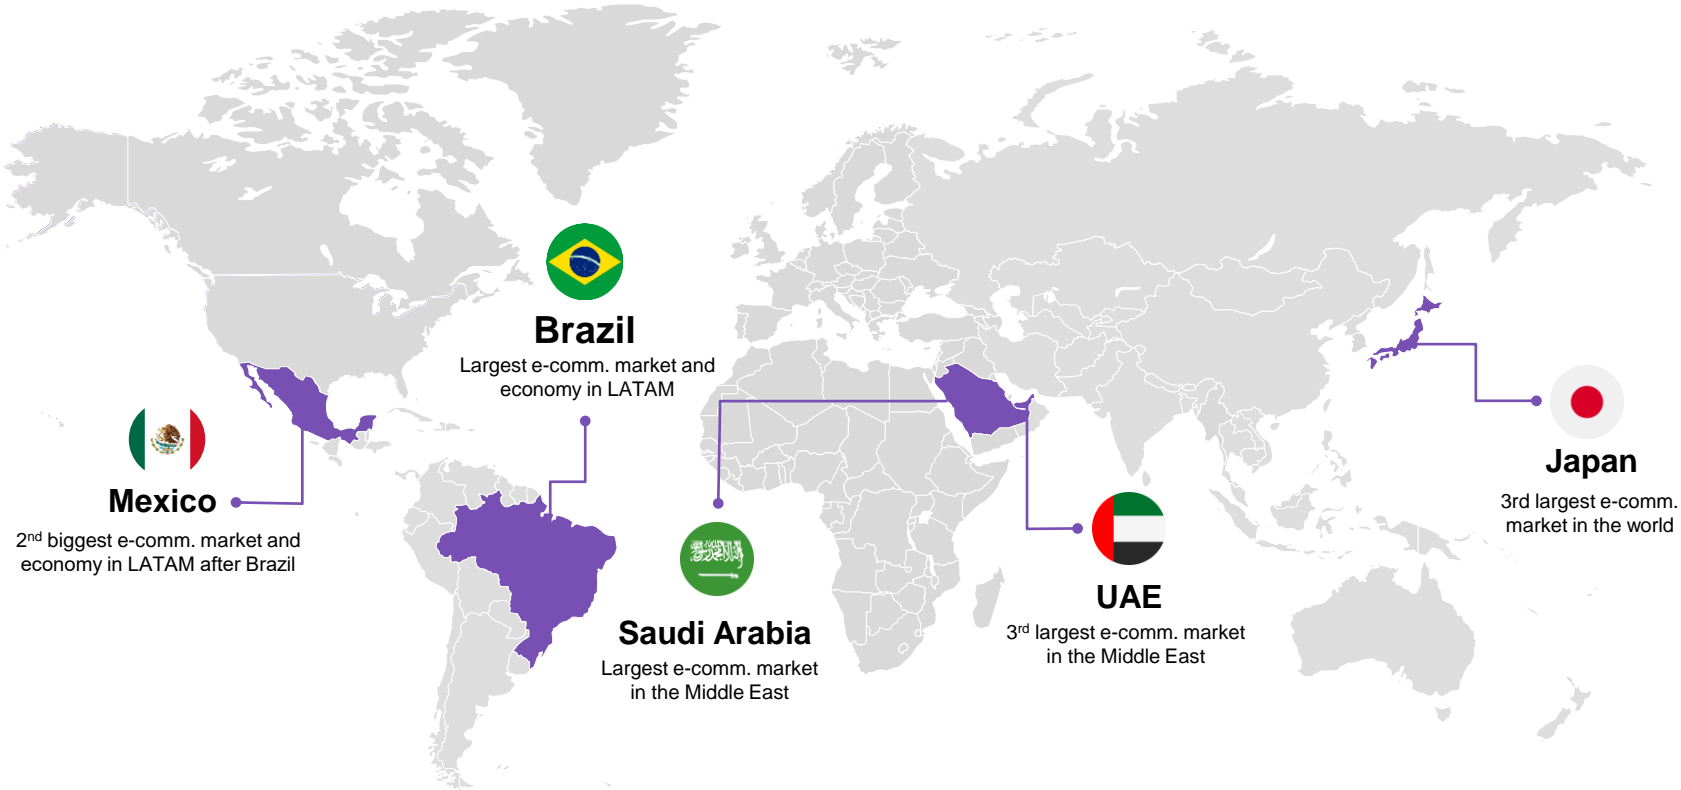 Brazil
Largest e-comm. market and
economy in LATAM
Mexico
2nd biggest e-comm. market and
economy in LATAM after Brazil
Saudi Arabia
Largest e-comm. market
in the Middle East
UAE
3rd largest e-comm. market
in the Middle East
Japan
3rd largest e-comm.
market in the world